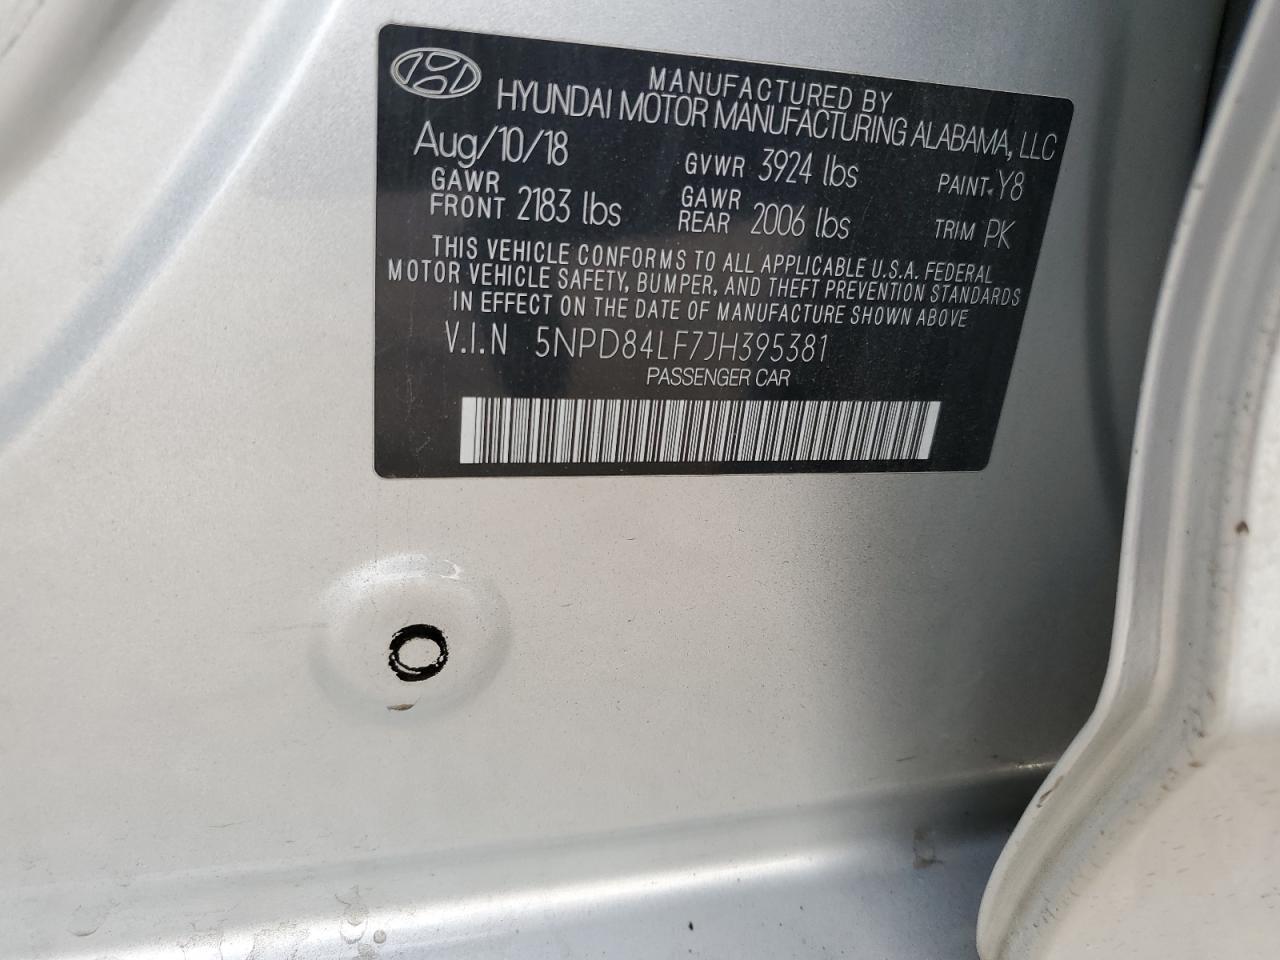 MANUFACTURED BY
HYUNDAI MOTOR MANUFACTURING ALABAMA, LLC
Aug/10/18 GVWR 3924 lbs PAINT Y8
GAWR FRONT 2183 lbs GAWR REAR 2006 lbs TRIM PK
THIS VEHICLE CONFORMS TO ALL APPLICABLE U.S.A. FEDERAL
MOTOR VEHICLE SAFETY, BUMPER, AND THEFT PREVENTION STANDARDS
IN EFFECT ON THE DATE OF MANUFACTURE SHOWN ABOVE
V.I.N 5NPD84LF7JH395381
PASSENGER CAR